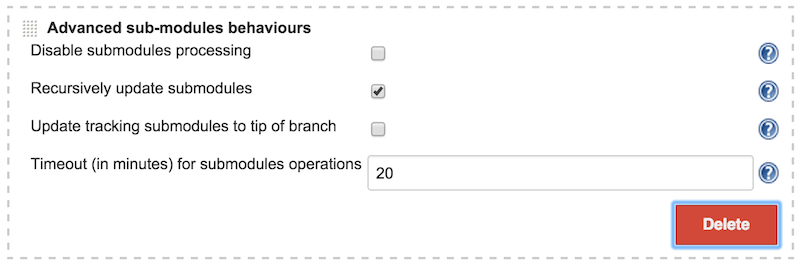 Advanced sub-modules behaviours
Disable submodules processing
?
Recursively update submodules
?
Update tracking submodules to tip of branch
?
Timeout (in minutes) for submodules operations 20
?
Delete